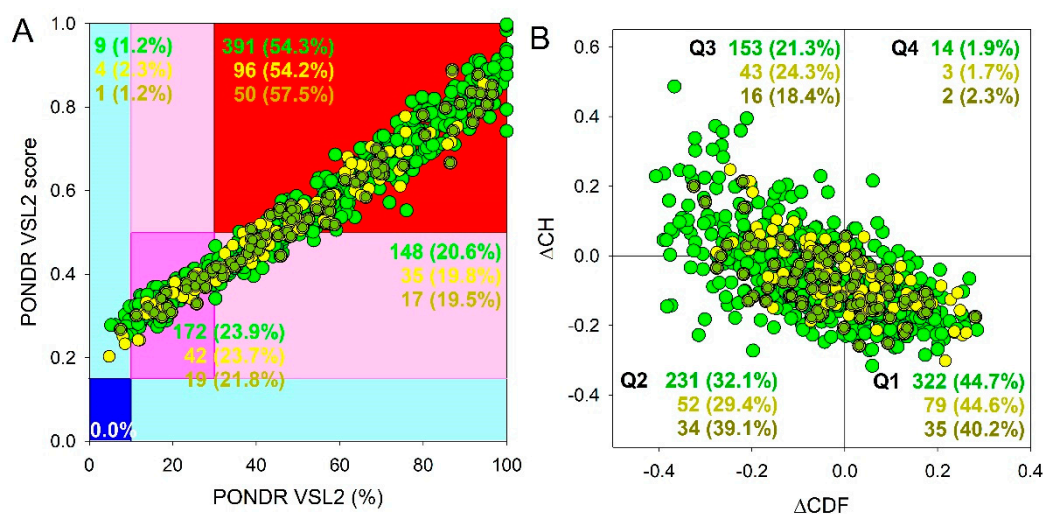 A
PONDR VSL2 score
1.0
0.8
0.6
0.4
0.2
0.0
9 (1.2%)
4 (2.3%)
1 (1.2%)
391 (54.3%)
96 (54.2%)
50 (57.5%)
148 (20.6%)
35 (19.8%)
17 (19.5%)
172 (23.9%)
42 (23.7%)
19 (21.8%)
0.0%
0 20 40 60 80 100
PONDR VSL2 (%)
B
ΔCH
0.6
0.4
0.2
0.0
-0.2
-0.4
Q3 153 (21.3%)
43 (24.3%)
16 (18.4%)
Q4 14 (1.9%)
3 (1.7%)
2 (2.3%)
Q2 231 (32.1%)
52 (29.4%)
34 (39.1%)
Q1 322 (44.7%)
79 (44.6%)
35 (40.2%)
-0.4 -0.2 0.0 0.2 0.4
ΔCDF